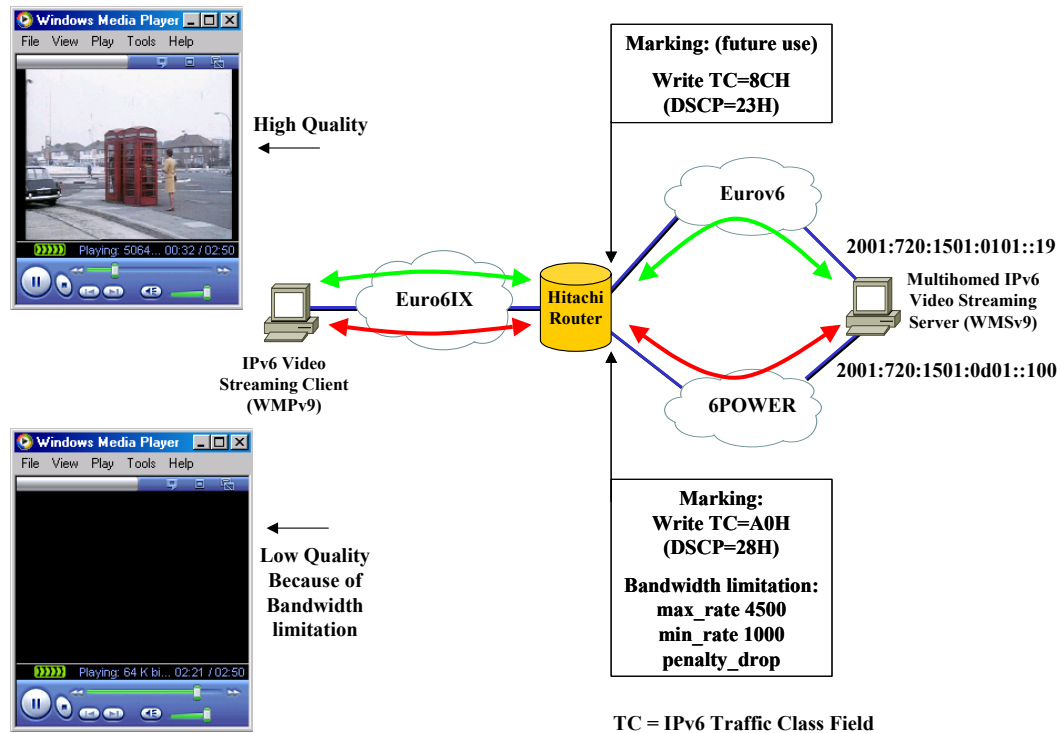 Windows Media Player
File View Play Tools Help
Playing: 5064... 00:32 / 02:50
High Quality
Marking: (future use)
Write TC=8CH
(DSCP=23H)
Eurov6
2001:720:1501:0101::19
Multihomed IPv6
Video Streaming
Server (WMSv9)
2001:720:1501:0d01::100
Euro6IX
Hitachi
Router
IPv6 Video
Streaming Client
(WMPv9)
6POWER
Windows Media Player
File View Play Tools Help
Playing: 64 K bi... 02:21 / 02:50
Low Quality
Because of
Bandwidth
limitation
Marking:
Write TC=A0H
(DSCP=28H)
Bandwidth limitation:
max_rate 4500
min_rate 1000
penalty_drop
TC = IPv6 Traffic Class Field